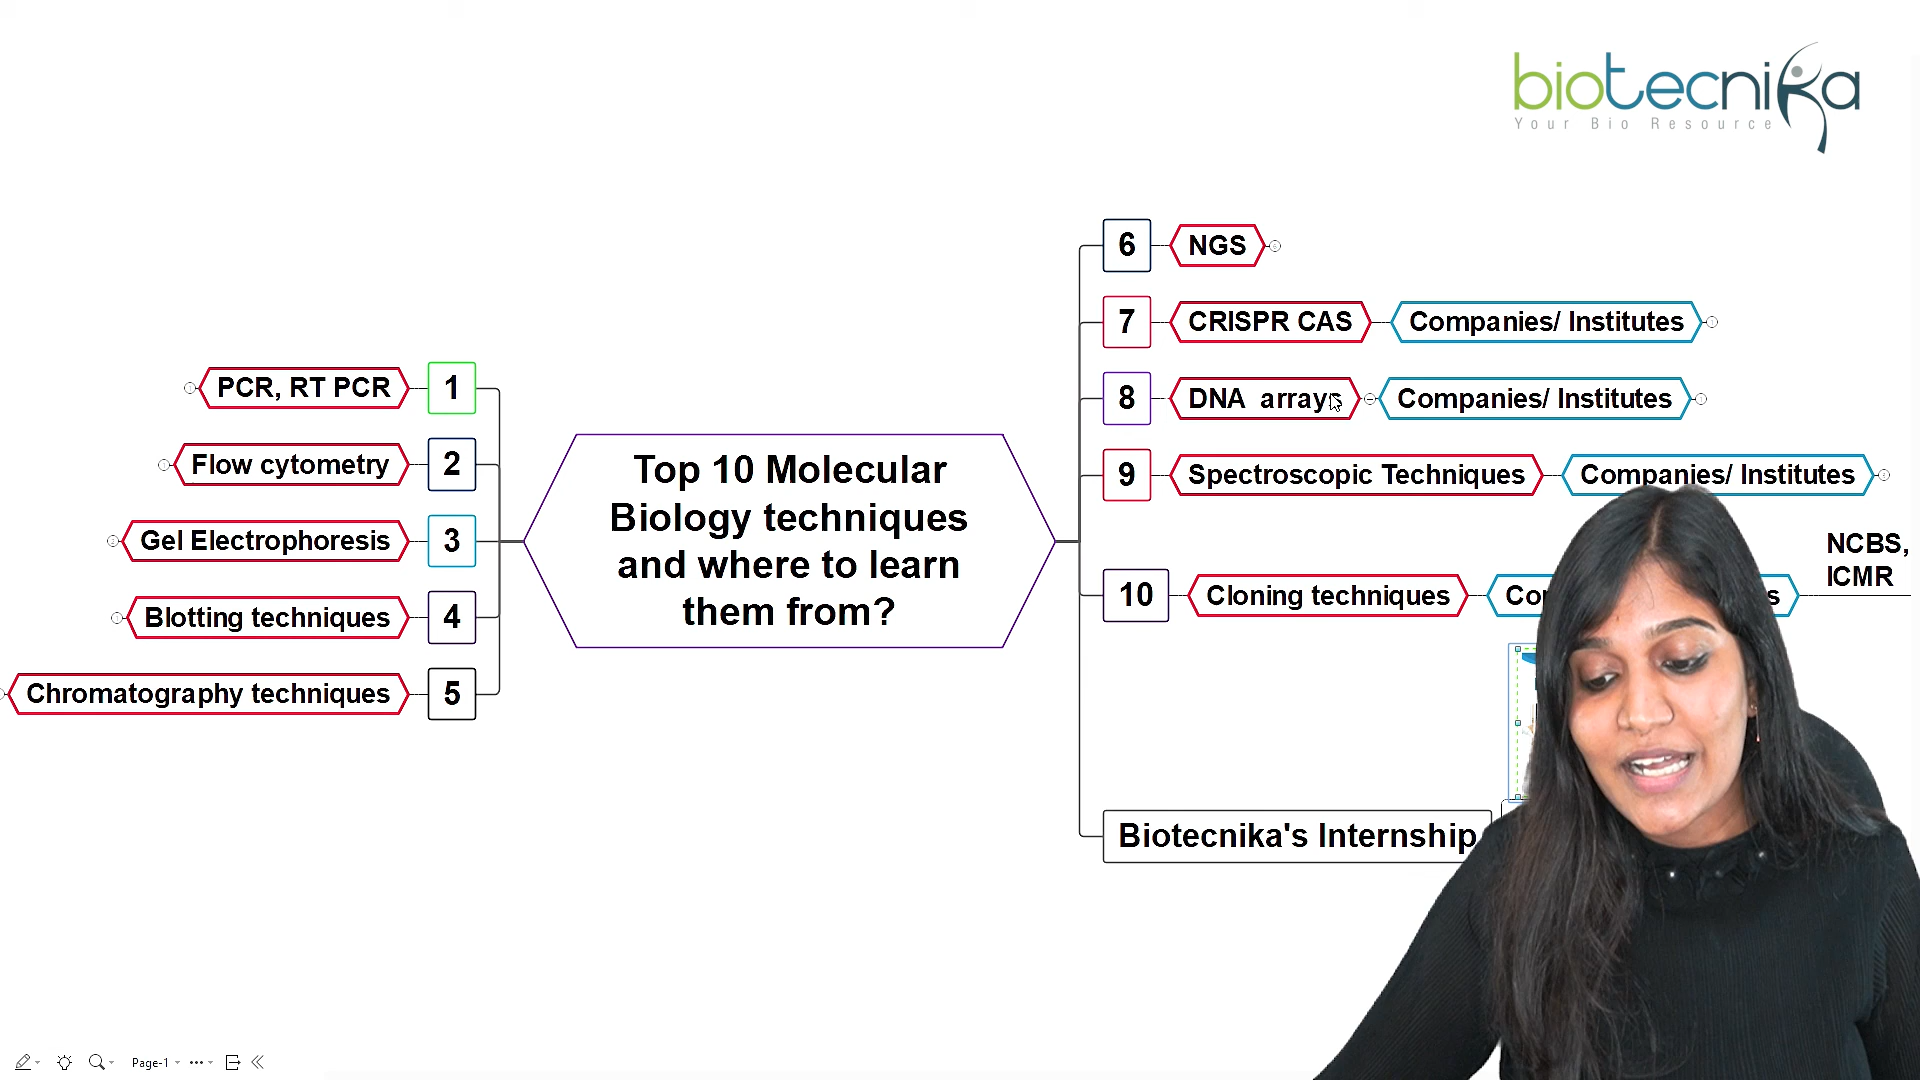 biotecnika
Your Bio Resource
1
PCR, RT PCR
2
Flow cytometry
3
Gel Electrophoresis
4
Blotting techniques
5
Chromatography techniques
Top 10 Molecular
Biology techniques
and where to learn
them from?
6
NGS
7
CRISPR CAS
Companies/ Institutes
8
DNA arrays
Companies/ Institutes
9
Spectroscopic Techniques
Companies/ Institutes
10
Cloning techniques
NCBS,
ICMR
Biotecnika's Internship
Page-1